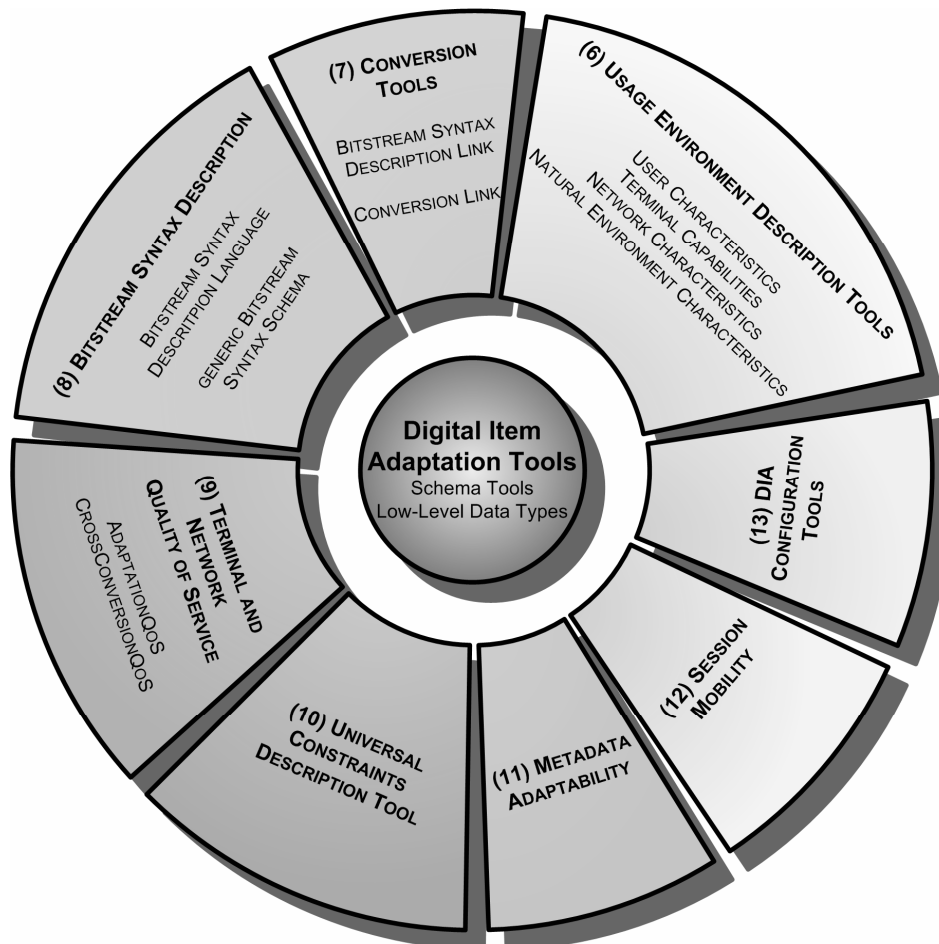 (6) USAGE ENVIRONMENT DESCRIPTION TOOLS
USER CHARACTERISTICS
TERMINAL CAPABILITIES
NETWORK CHARACTERISTICS
NATURAL ENVIRONMENT CHARACTERISTICS
(7) CONVERSION
TOOLS
BITSTREAM SYNTAX
DESCRIPTION LINK
CONVERSION LINK
(8) BITSTREAM SYNTAX DESCRIPTION
BITSTREAM SYNTAX
DESCRITPION LANGUAGE
GENERIC BITSTREAM
SYNTAX SCHEMA
(9) TERMINAL AND
NETWORK
QUALITY OF SERVICE
ADAPTATIONQOS
CROSSCONVERSIONQOS
(10) UNIVERSAL
CONSTRAINTS
DESCRIPTION TOOL
(11) METADATA
ADAPTABILITY
(12) SESSION
MOBILITY
(13) DIA
CONFIGURATION
TOOLS
Digital Item
Adaptation Tools
Schema Tools
Low-Level Data Types